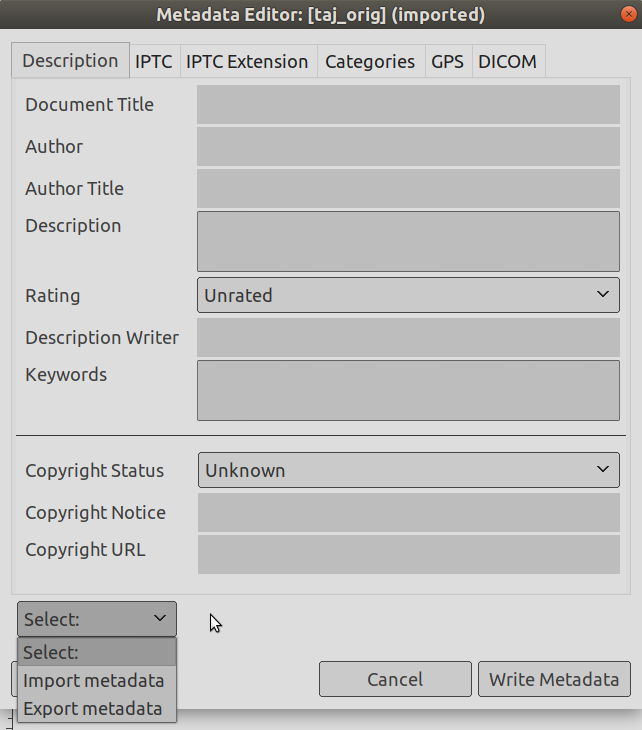 Metadata Editor: [taj_orig] (imported)
Description IPTC IPTC Extension Categories GPS DICOM
Document Title
Author
Author Title
Description
Rating Unrated
Description Writer
Keywords
Copyright Status Unknown
Copyright Notice
Copyright URL
Select:
Select:
Import metadata
Export metadata
Cancel Write Metadata